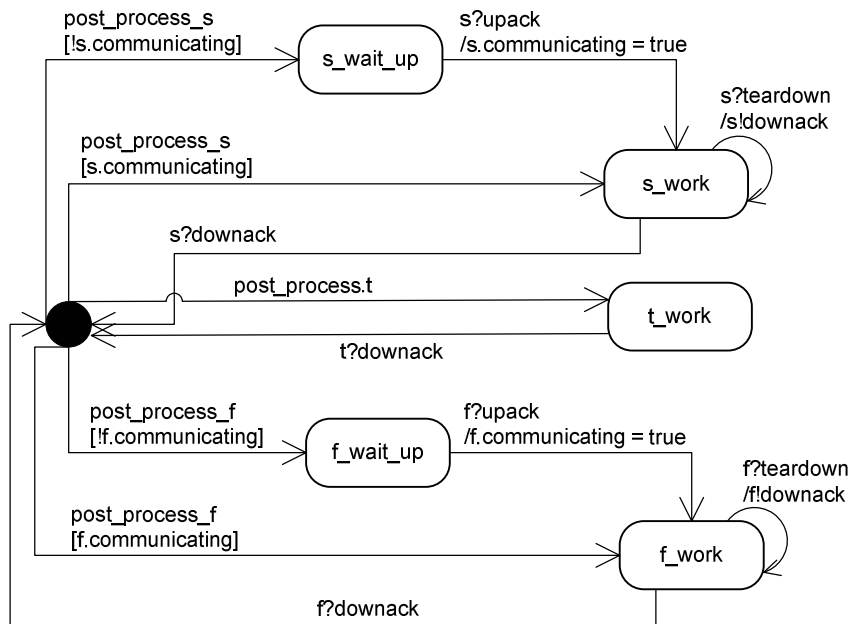 post_process_s
[!s.communicating]
s_wait_up
s?upack
/s.communicating = true
s?teardown
/s!downack
post_process_s
[s.communicating]
s_work
s?downack
post_process.t
t_work
t?downack
post_process_f
[!f.communicating]
f_wait_up
f?upack
/f.communicating = true
f?teardown
/f!downack
post_process_f
[f.communicating]
f_work
f?downack